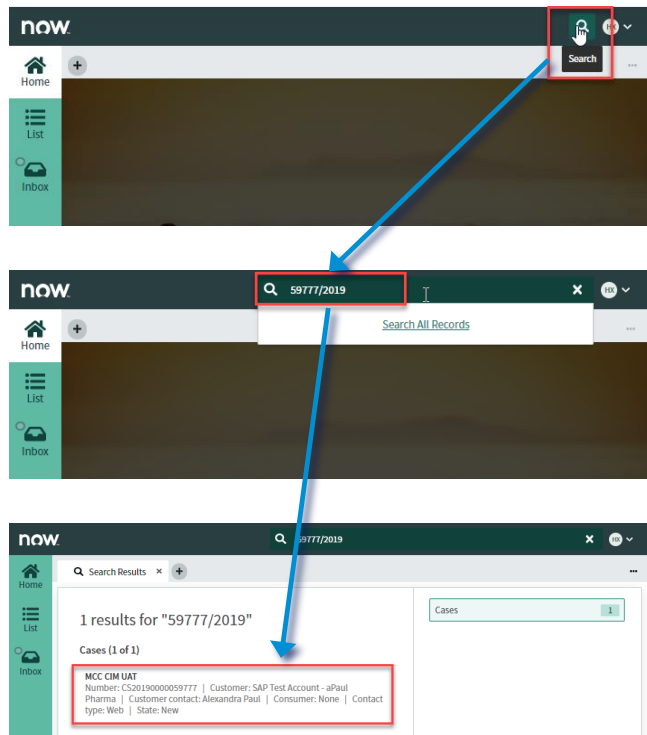 now.
HX
Search
Home
List
Inbox
now.
59777/2019
HX
Search All Records
Home
List
Inbox
now.
59777/2019
HX
Search Results
Home
List
Inbox
1 results for "59777/2019"
Cases (1 of 1)
MCC CIM UAT
Number: CS20190000059777 | Customer: SAP Test Account - aPaul
Pharma | Customer contact: Alexandra Paul | Consumer: None | Contact
type: Web | State: New
Cases 1